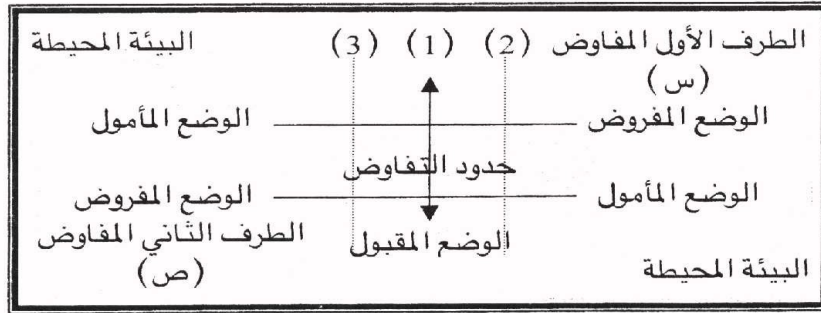 الطرف الأول المفاوض (2) (1) (3) البيئة المحيطة
(س)
الوضع المفروض الوضع المأمول
حدود التفاوض
الوضع المأمول الوضع المفروض
الوضع المقبول الطرف الثاني المفاوض
البيئة المحيطة (ص)